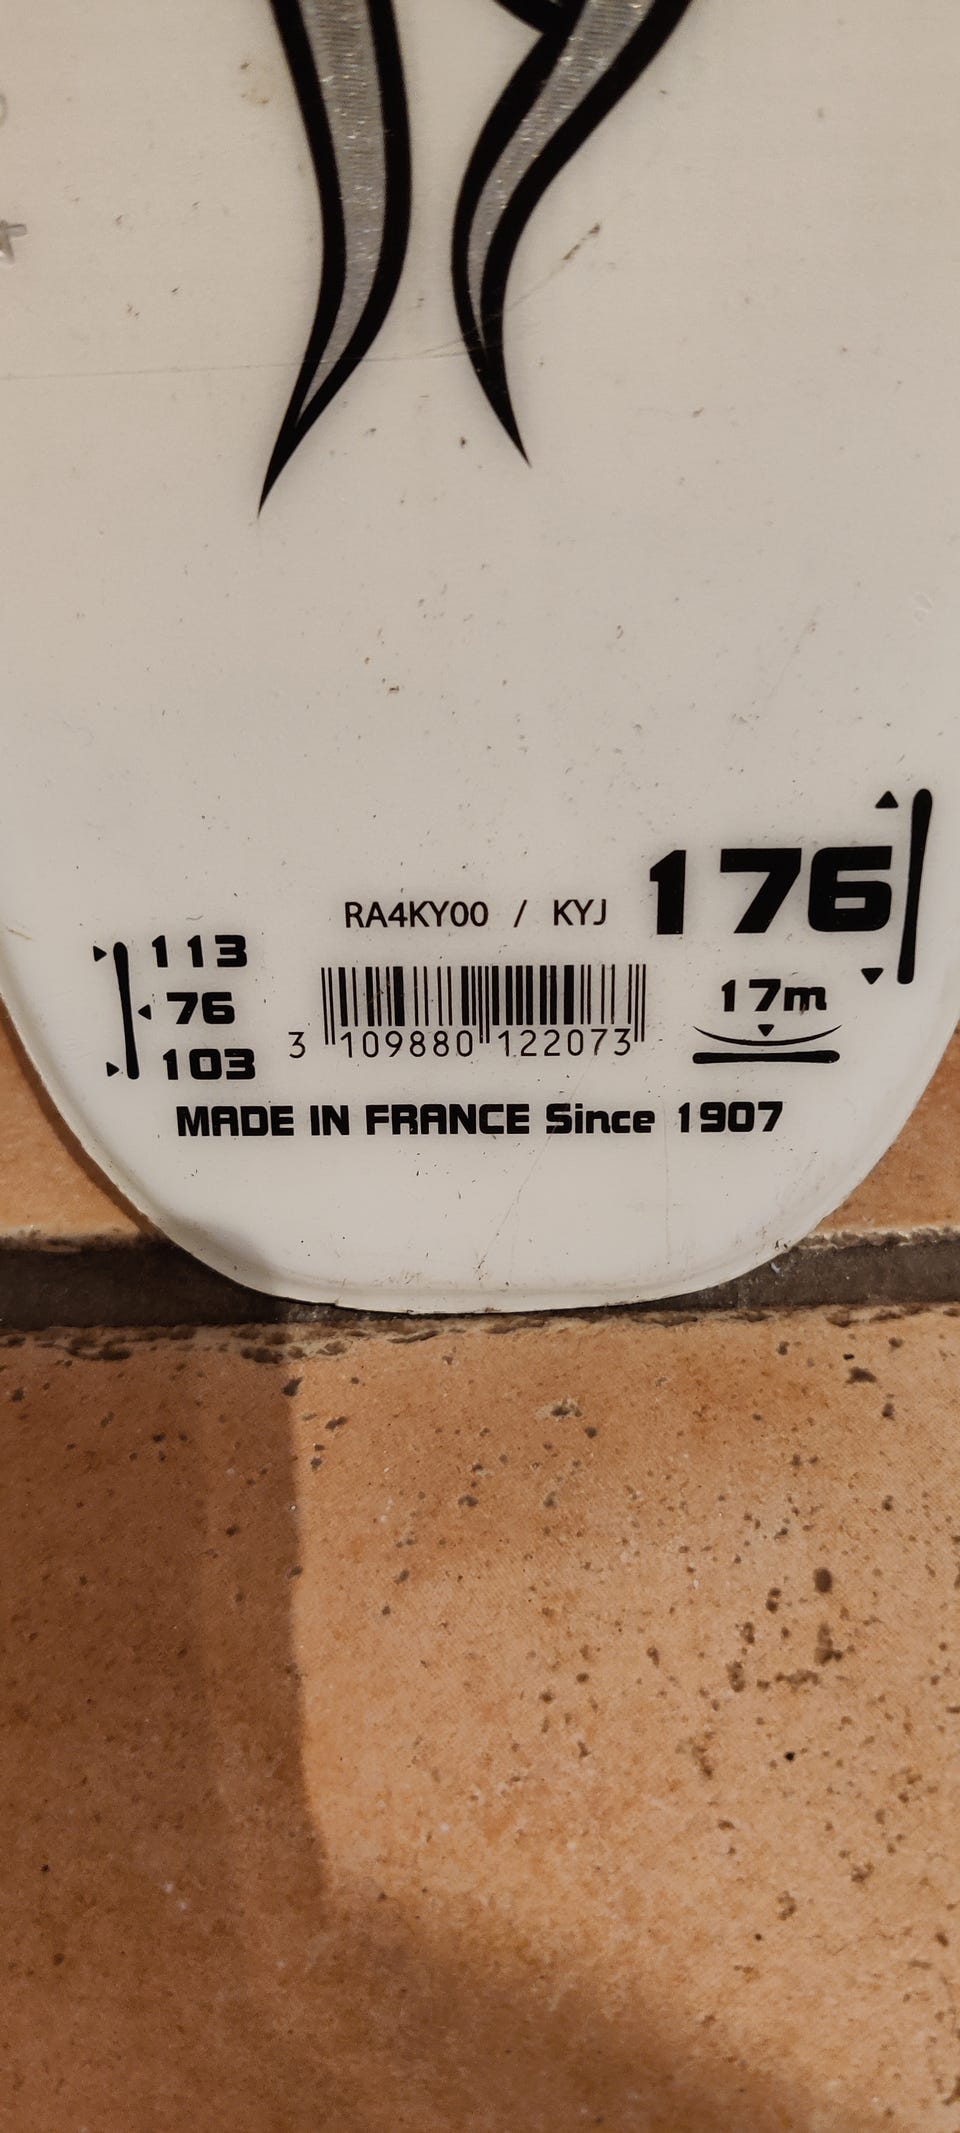 176
RA4KY00 / KYJ
113
76
103
17m
3 109880 122073
MADE IN FRANCE Since 1907